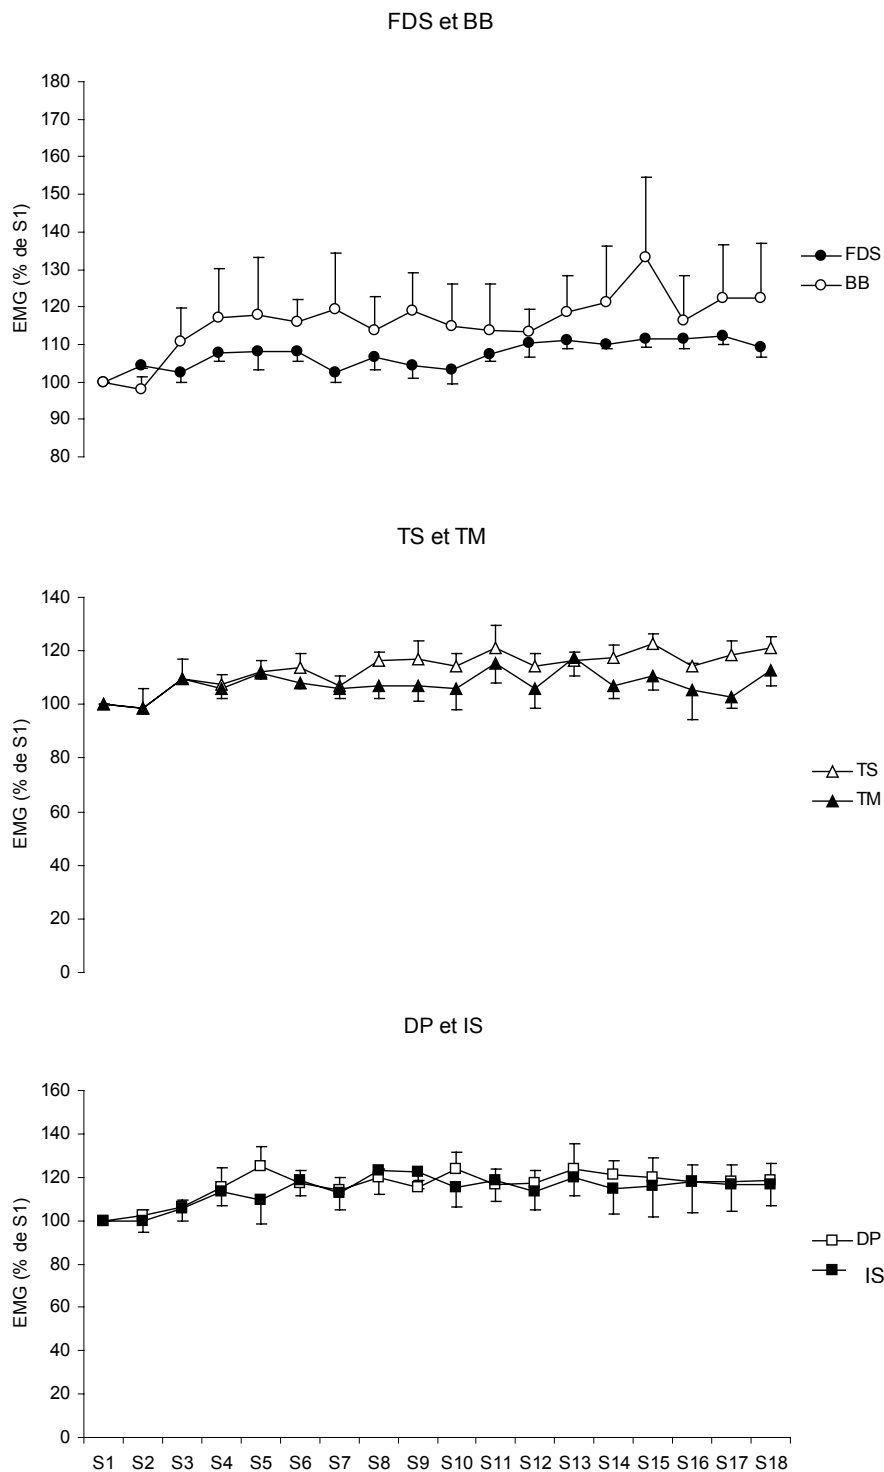 FDS et BB
EMG (% de S1)
180
170
160
150
140
130
120
110
100
90
80
FDS
BB
TS et TM
EMG (% de S1)
140
120
100
80
60
40
20
0
TS
TM
DP et IS
EMG (% de S1)
160
140
120
100
80
60
40
20
0
DP
IS
S1 S2 S3 S4 S5 S6 S7 S8 S9 S10 S11 S12 S13 S14 S15 S16 S17 S18